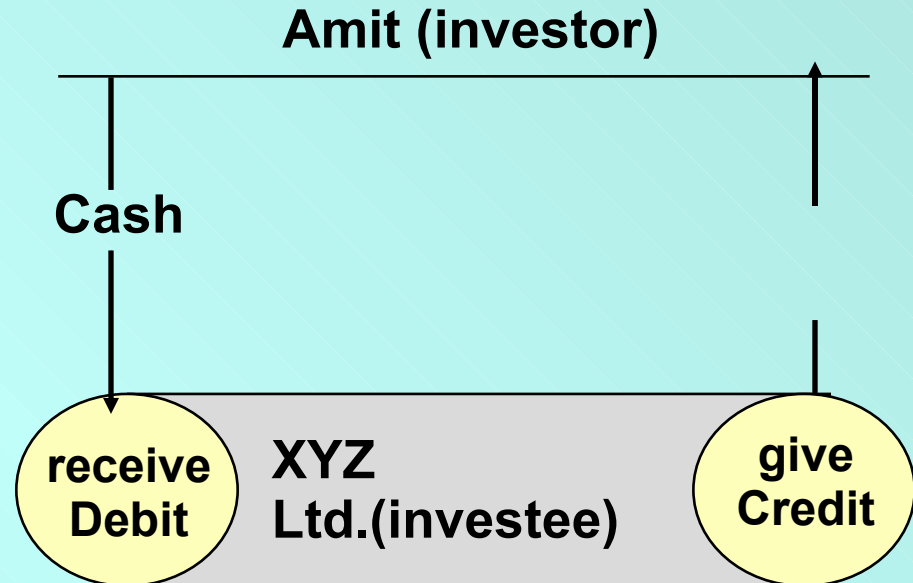 Amit (investor)
Cash
receive
Debit
XYZ
Ltd.(investee)
give
Credit